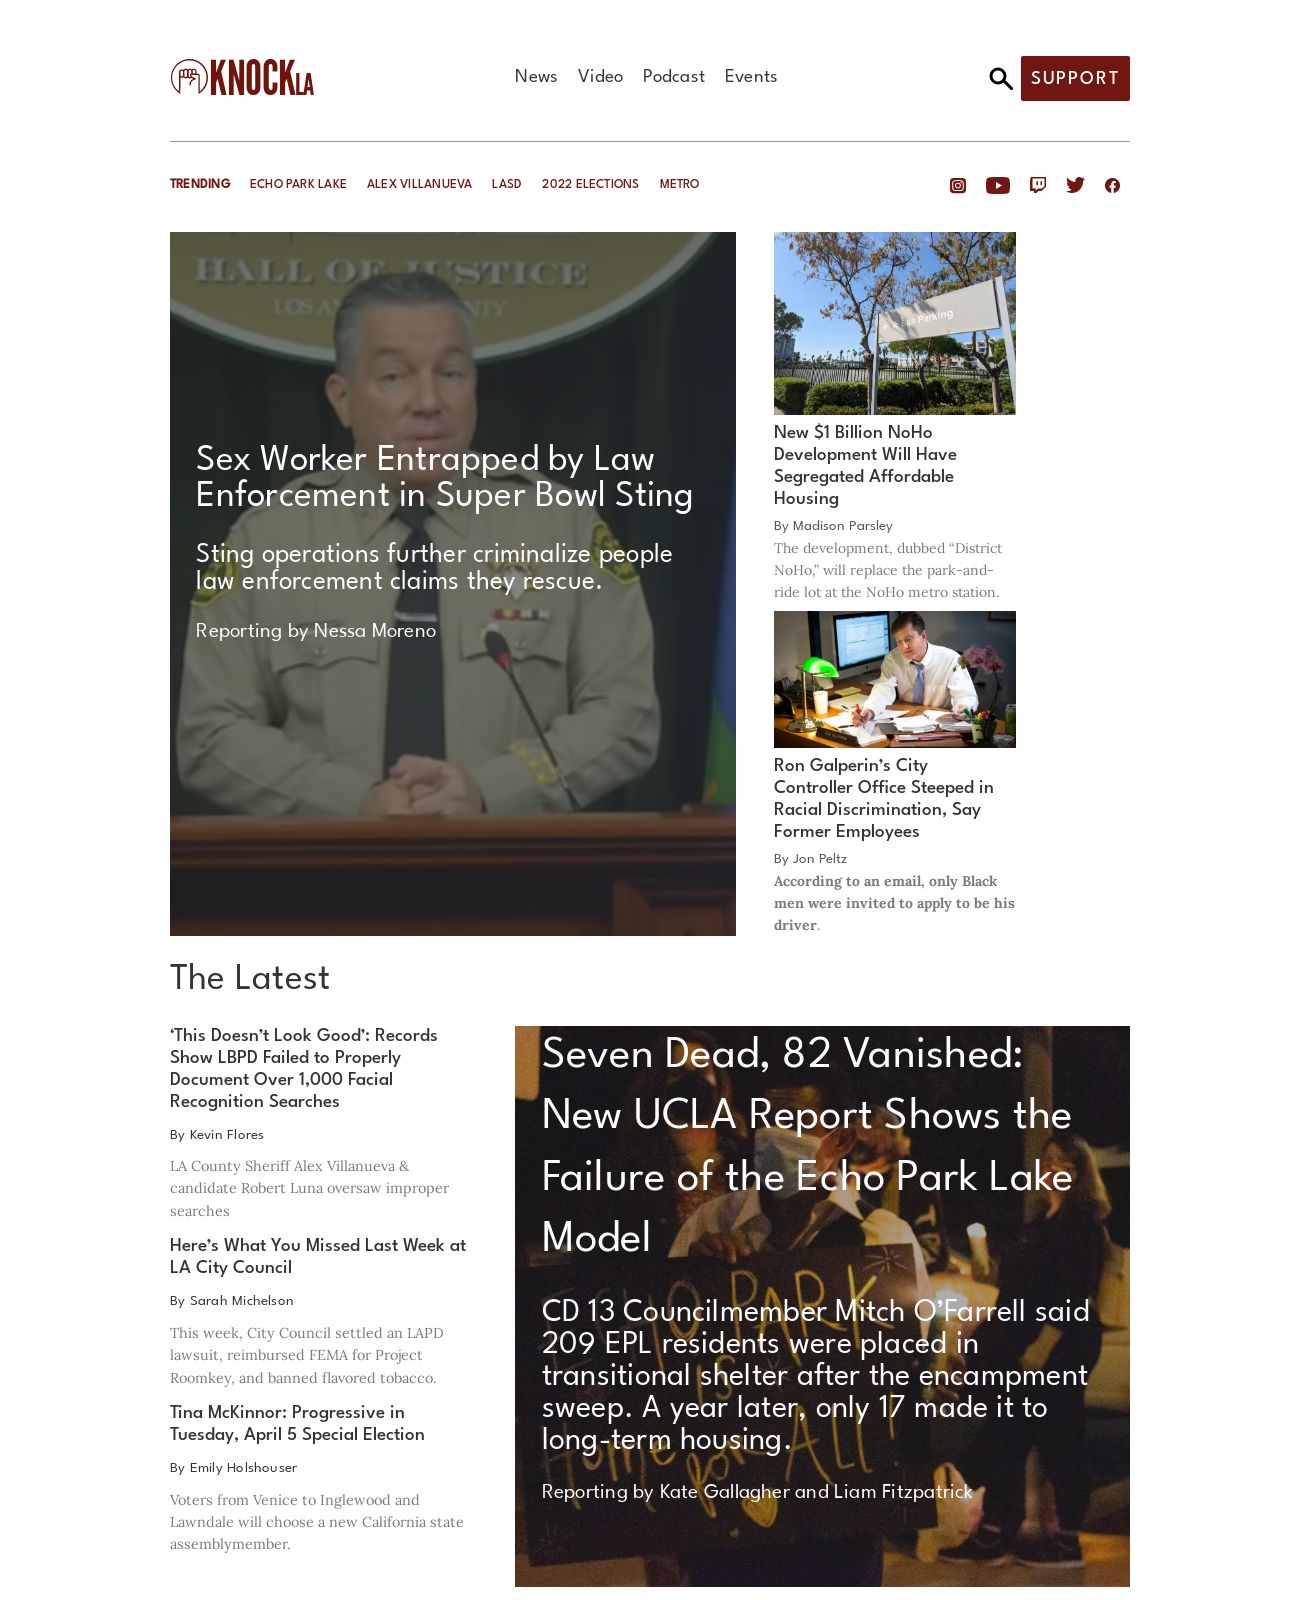 KNOCK LA
News Video Podcast Events
SUPPORT
TRENDING ECHO PARK LAKE ALEX VILLANUEVA LASD 2022 ELECTIONS METRO
HALL OF JUSTICE
Sex Worker Entrapped by Law
Enforcement in Super Bowl Sting
Sting operations further criminalize people
law enforcement claims they rescue.
Reporting by Nessa Moreno
Bus Parking
New $1 Billion NoHo
Development Will Have
Segregated Affordable
Housing
By Madison Parsley
The development, dubbed “District
NoHo,” will replace the park-and-
ride lot at the NoHo metro station.
Ron Galperin’s City
Controller Office Steeped in
Racial Discrimination, Say
Former Employees
By Jon Peltz
According to an email, only Black
men were invited to apply to be his
driver.
The Latest
‘This Doesn’t Look Good’: Records
Show LBPD Failed to Properly
Document Over 1,000 Facial
Recognition Searches
By Kevin Flores
LA County Sheriff Alex Villanueva &
candidate Robert Luna oversaw improper
searches
Here’s What You Missed Last Week at
LA City Council
By Sarah Michelson
This week, City Council settled an LAPD
lawsuit, reimbursed FEMA for Project
Roomkey, and banned flavored tobacco.
Tina McKinnor: Progressive in
Tuesday, April 5 Special Election
By Emily Holshouser
Voters from Venice to Inglewood and
Lawndale will choose a new California state
assemblymember.
Seven Dead, 82 Vanished:
New UCLA Report Shows the
Failure of the Echo Park Lake
Model
CD 13 Councilmember Mitch O’Farrell said
209 EPL residents were placed in
transitional shelter after the encampment
sweep. A year later, only 17 made it to
long-term housing.
Reporting by Kate Gallagher and Liam Fitzpatrick